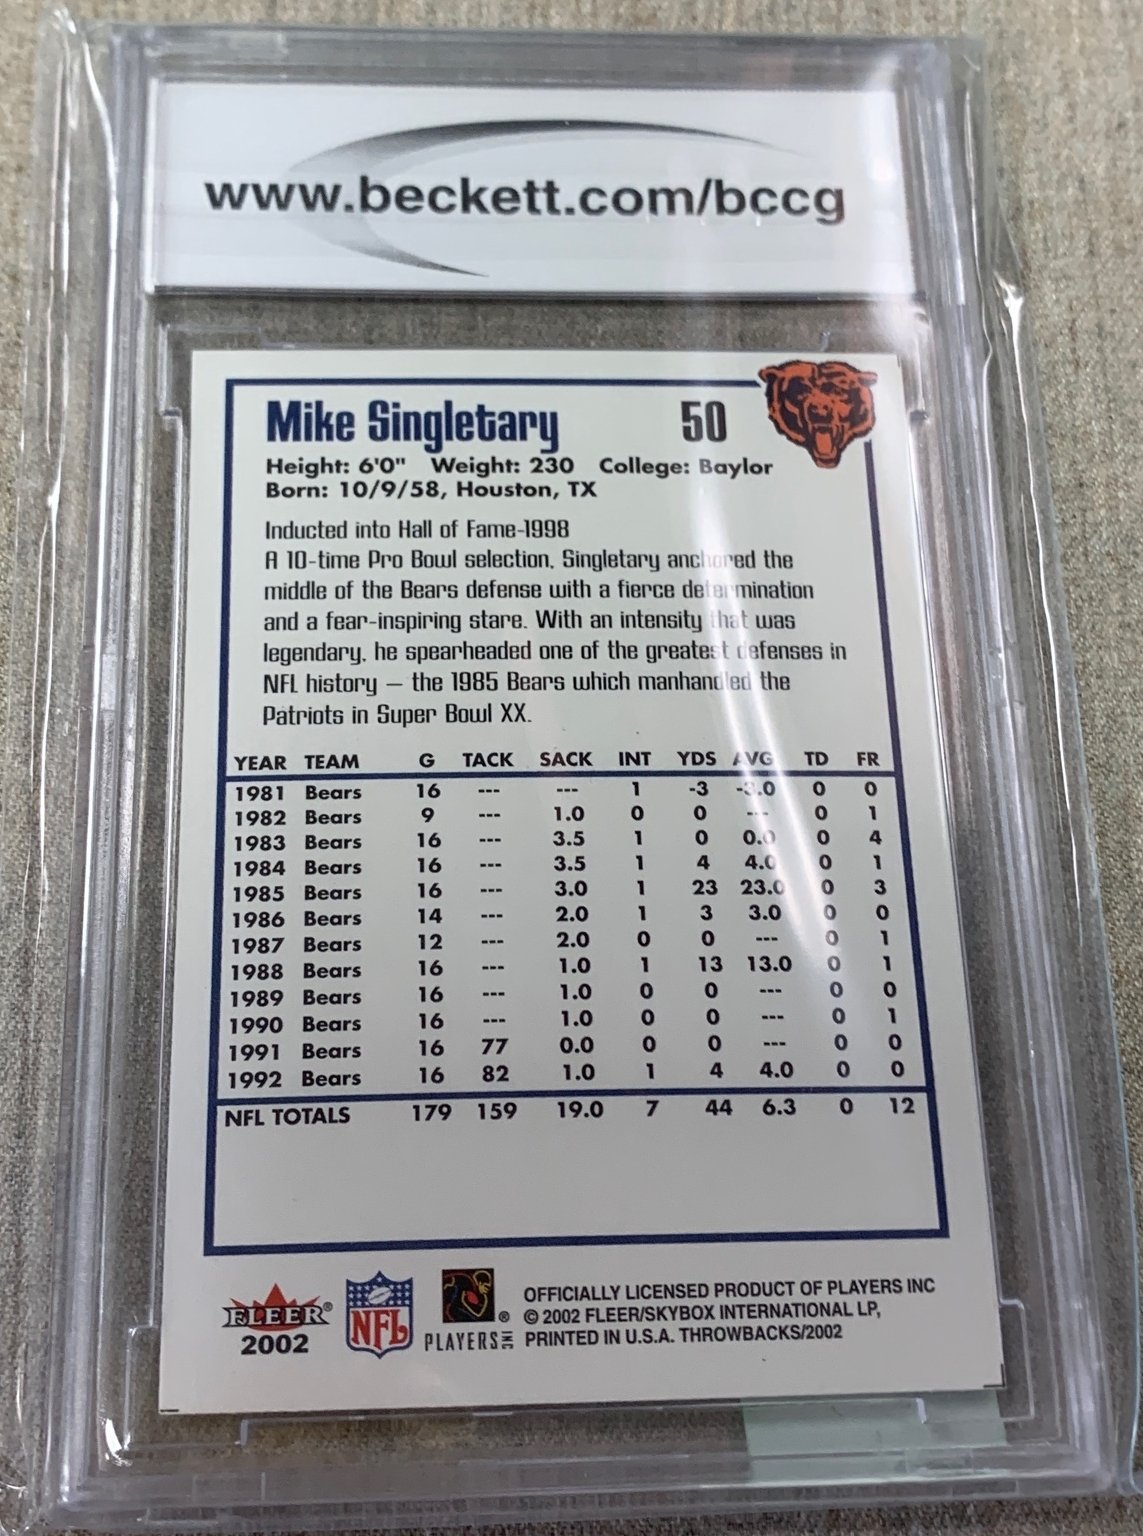 www.beckett.com/bccg
Mike Singletary 50
Height: 6'0" Weight: 230 College: Baylor
Born: 10/9/58, Houston, TX
Inducted into Hall of Fame-1998
A 10-time Pro Bowl selection, Singletary anchored the
middle of the Bears defense with a fierce determination
and a fear-inspiring stare. With an intensity that was
legendary, he spearheaded one of the greatest defenses in
NFL history – the 1985 Bears which manhandled the
Patriots in Super Bowl XX.
YEAR TEAM G TACK SACK INT YDS AVG TD FR
1981 Bears 16 --- --- 1 -3 -3.0 0 0
1982 Bears 9 --- 1.0 0 0 --- 0 1
1983 Bears 16 --- 3.5 1 0 0.0 0 4
1984 Bears 16 --- 3.5 1 4 4.0 0 1
1985 Bears 16 --- 3.0 1 23 23.0 0 3
1986 Bears 14 --- 2.0 1 3 3.0 0 0
1987 Bears 12 --- 2.0 0 0 --- 0 1
1988 Bears 16 --- 1.0 1 13 13.0 0 1
1989 Bears 16 --- 1.0 0 0 --- 0 0
1990 Bears 16 --- 1.0 0 0 --- 0 1
1991 Bears 16 77 0.0 0 0 --- 0 0
1992 Bears 16 82 1.0 1 4 4.0 0 0
NFL TOTALS 179 159 19.0 7 44 6.3 0 12
FLEER®
2002
NFL
®
PLAYERS INC
OFFICIALLY LICENSED PRODUCT OF PLAYERS INC
© 2002 FLEER/SKYBOX INTERNATIONAL LP,
PRINTED IN U.S.A. THROWBACKS/2002